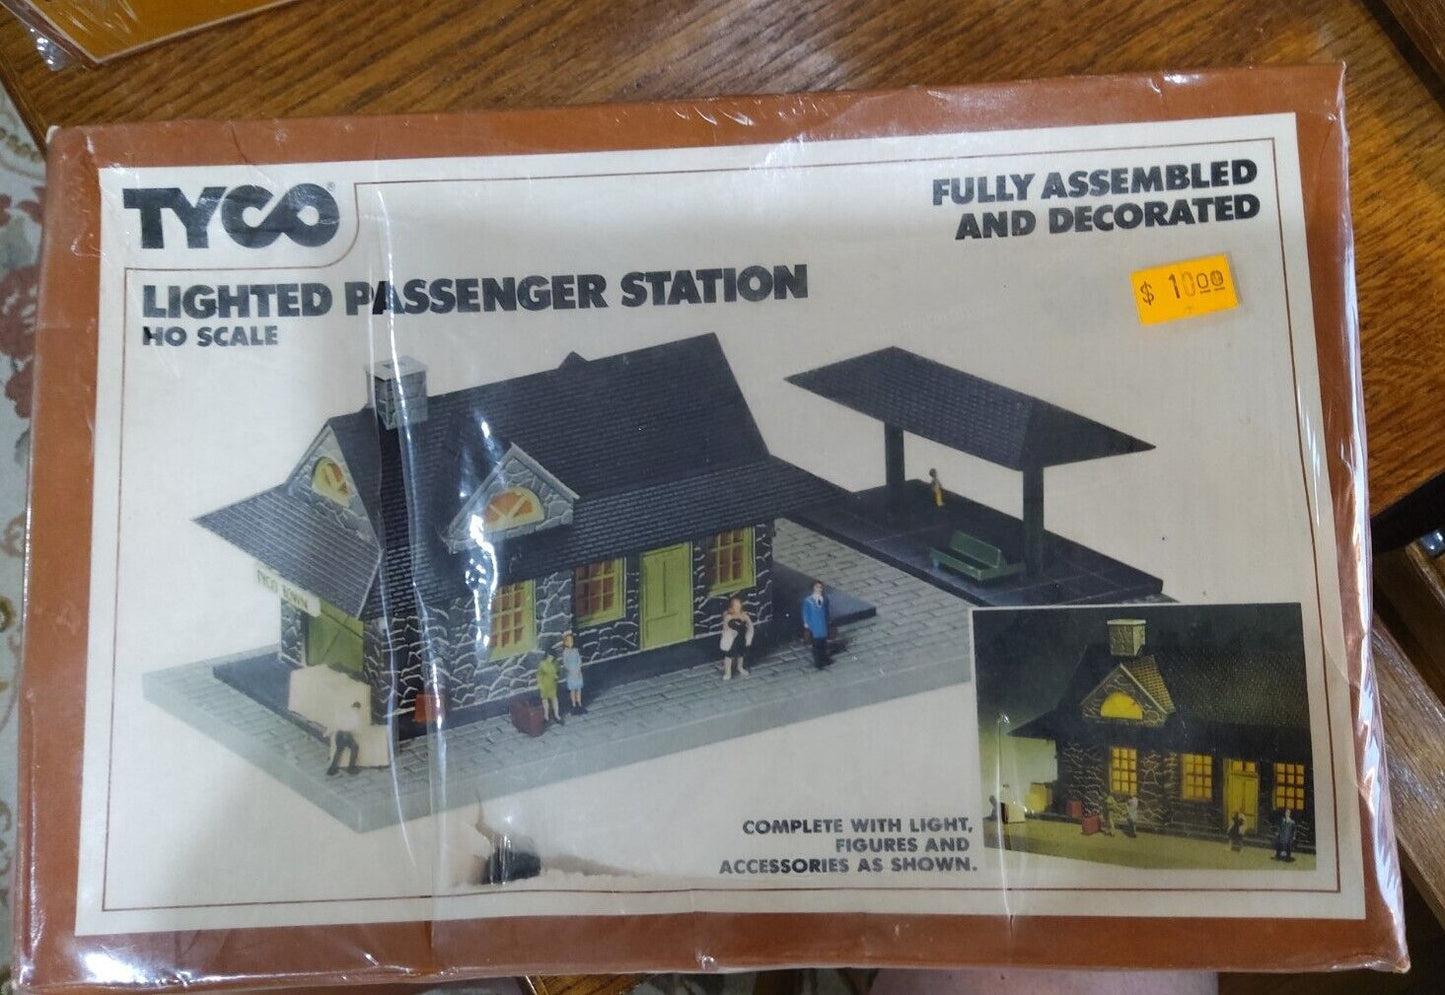 TYCO®
FULLY ASSEMBLED
AND DECORATED
$ 10.00
LIGHTED PASSENGER STATION
HO SCALE
TYCO TOWN
COMPLETE WITH LIGHT,
FIGURES AND
ACCESSORIES AS SHOWN.